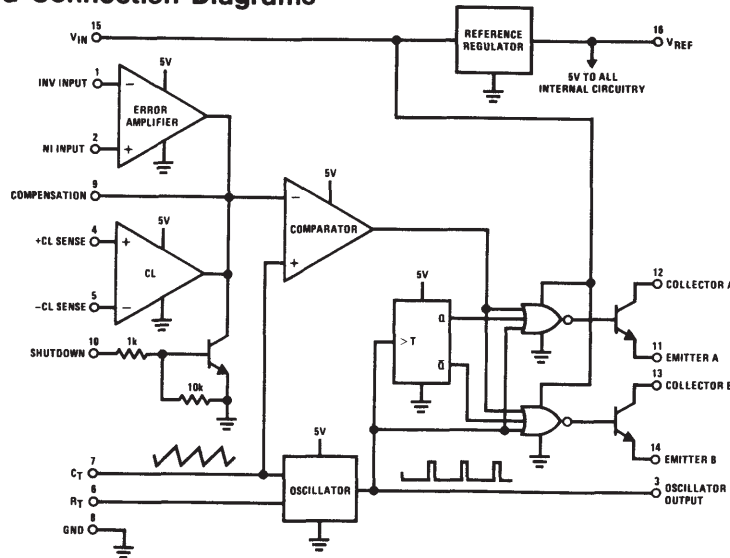 Connection Diagrams
15
VIN
REFERENCE
REGULATOR
16
VREF
5V TO ALL
INTERNAL CIRCUITRY
1
INV INPUT
5V
−
ERROR
AMPLIFIER
2
NI INPUT
+
9
COMPENSATION
5V
−
COMPARATOR
+
4
+CL SENSE
5V
+
CL
5
−CL SENSE
−
10
SHUTDOWN
1k
10k
5V
>T
Q
Q̄
12
COLLECTOR A
11
EMITTER A
13
COLLECTOR B
14
EMITTER B
7
CT
6
RT
8
GND
5V
OSCILLATOR
3
OSCILLATOR
OUTPUT